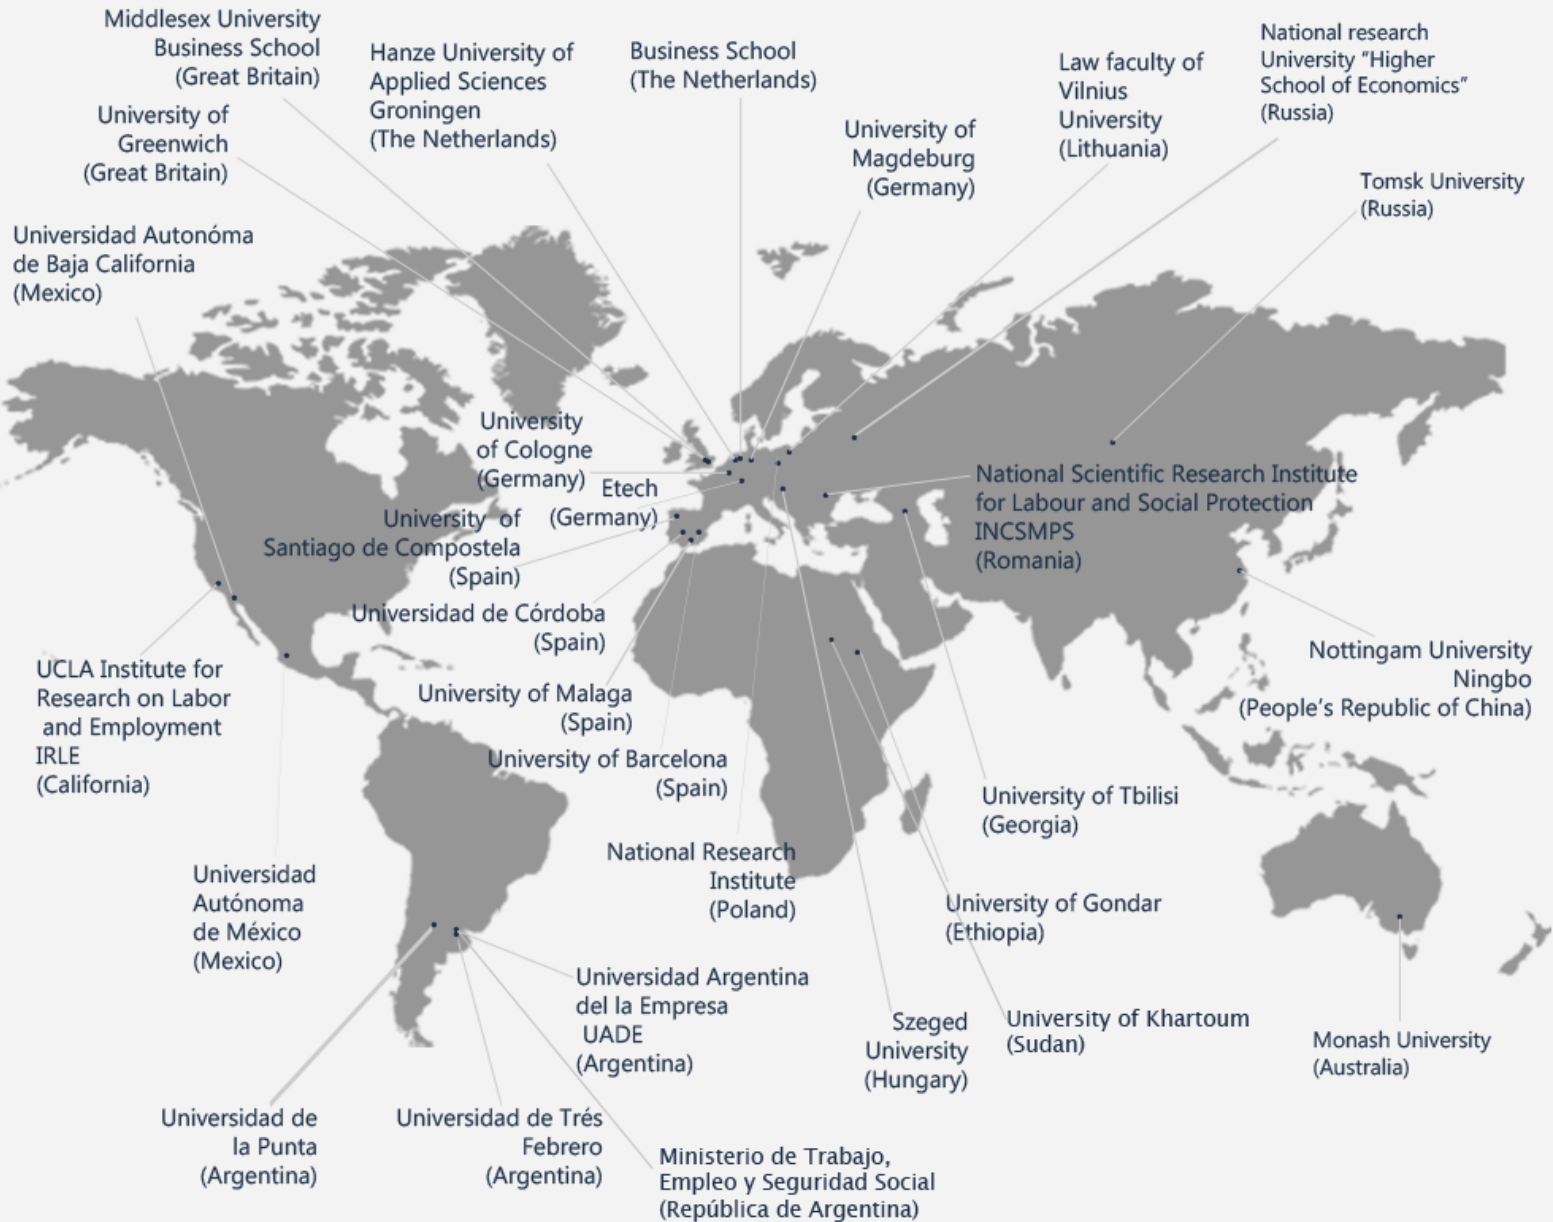 Middlesex University
Business School
(Great Britain)
Hanze University of
Applied Sciences
Groningen
(The Netherlands)
Business School
(The Netherlands)
Law faculty of
Vilnius
University
(Lithuania)
National research
University “Higher
School of Economics”
(Russia)
University of
Greenwich
(Great Britain)
University of
Magdeburg
(Germany)
Tomsk University
(Russia)
Universidad Autonóma
de Baja California
(Mexico)
University
of Cologne
(Germany)
Etech
(Germany)
National Scientific Research Institute
for Labour and Social Protection
INCSMPS
(Romania)
University of
Santiago de Compostela
(Spain)
Universidad de Córdoba
(Spain)
UCLA Institute for
Research on Labor
and Employment
IRLE
(California)
University of Malaga
(Spain)
Nottingam University
Ningbo
(People’s Republic of China)
University of Barcelona
(Spain)
University of Tbilisi
(Georgia)
National Research
Institute
(Poland)
Universidad
Autónoma
de México
(Mexico)
University of Gondar
(Ethiopia)
Universidad Argentina
del la Empresa
UADE
(Argentina)
Szeged
University
(Hungary)
University of Khartoum
(Sudan)
Monash University
(Australia)
Universidad de
la Punta
(Argentina)
Universidad de Trés
Febrero
(Argentina)
Ministerio de Trabajo,
Empleo y Seguridad Social
(República de Argentina)